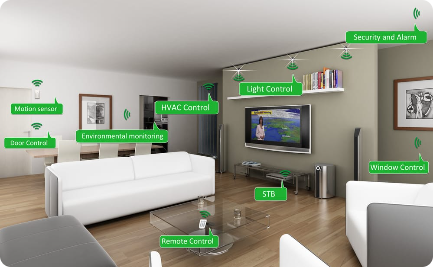 Security and Alarm
Light Control
HVAC Control
Motion sensor
Environmental monitoring
Door Control
Window Control
STB
Remote Control